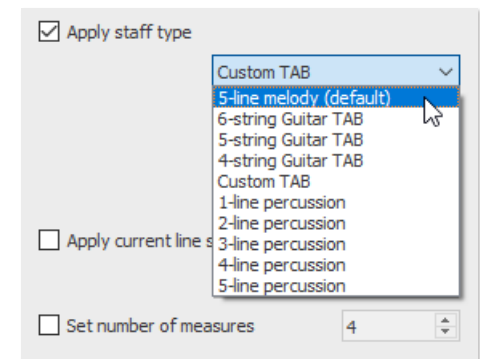 Apply staff type
Custom TAB
5-line melody (default)
6-string Guitar TAB
5-string Guitar TAB
4-string Guitar TAB
Custom TAB
1-line percussion
2-line percussion
Apply current line
3-line percussion
4-line percussion
5-line percussion
Set number of measures 4